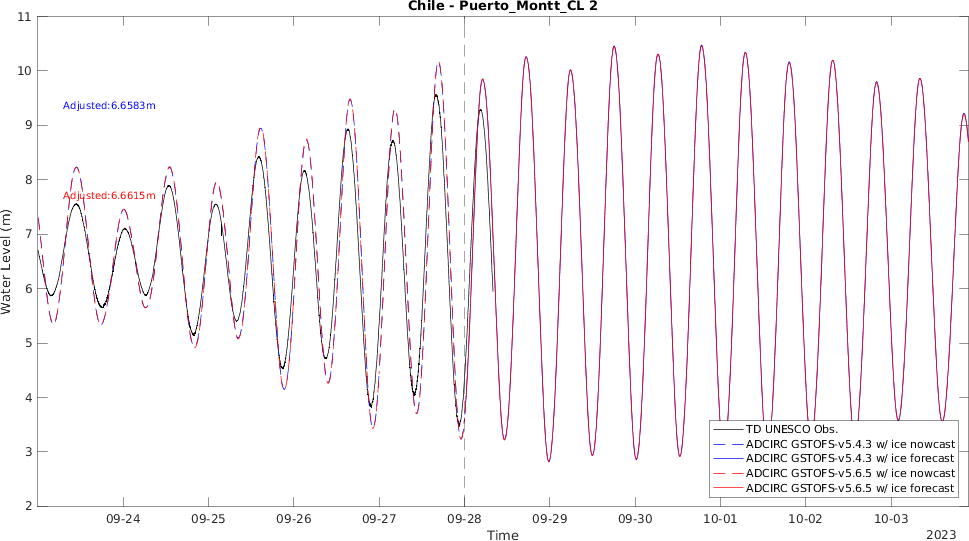 Chile - Puerto_Montt_CL 2
11
10
9
8
7
6
5
4
3
2
Water Level (m)
Adjusted:6.6583m
Adjusted:6.6615m
TD UNESCO Obs.
ADCIRC GSTOFS-v5.4.3 w/ ice nowcast
ADCIRC GSTOFS-v5.4.3 w/ ice forecast
ADCIRC GSTOFS-v5.6.5 w/ ice nowcast
ADCIRC GSTOFS-v5.6.5 w/ ice forecast
09-24 09-25 09-26 09-27 09-28 09-29 09-30 10-01 10-02 10-03
Time
2023